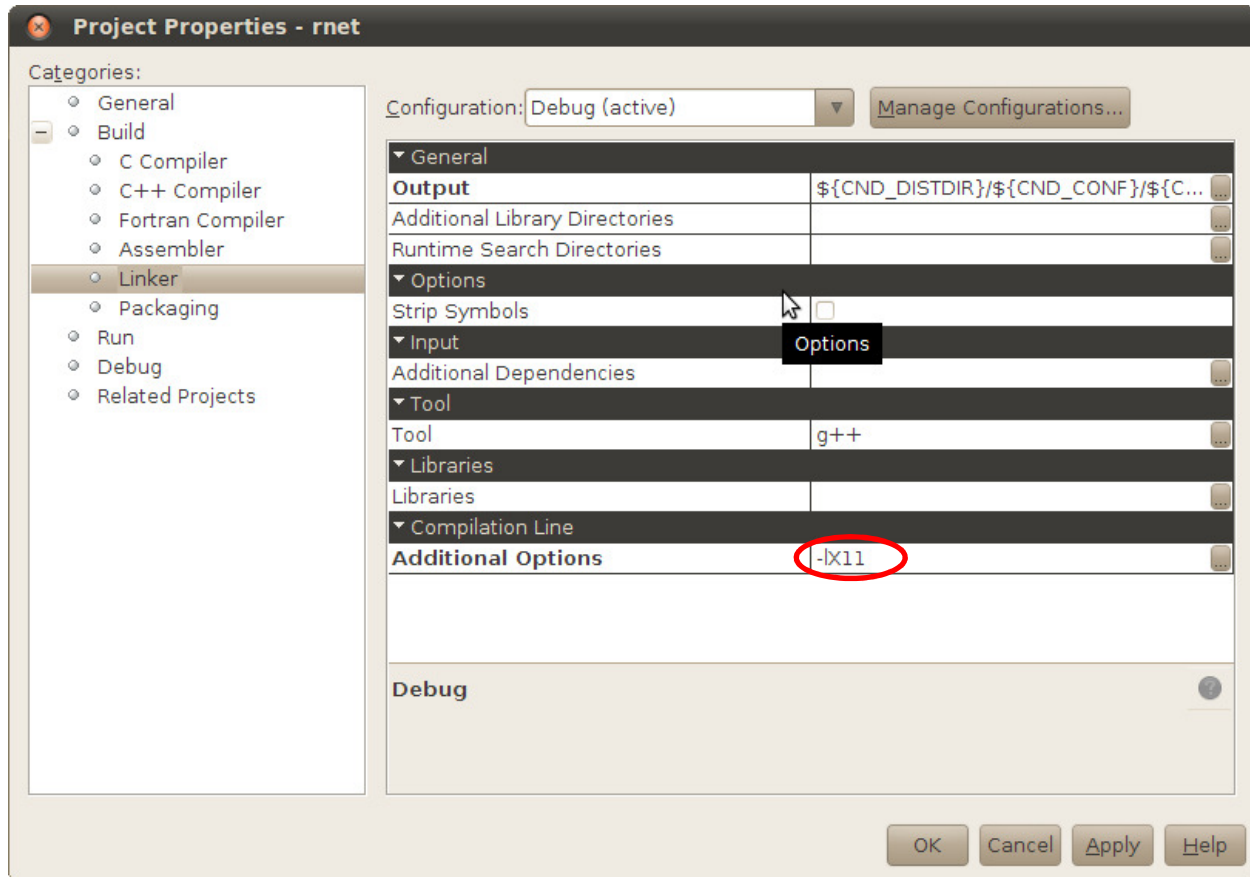 Project Properties - rnet
Categories:
General
Build
C Compiler
C++ Compiler
Fortran Compiler
Assembler
Linker
Packaging
Run
Debug
Related Projects
Configuration: Debug (active) Manage Configurations...
General
Output ${CND_DISTDIR}/${CND_CONF}/${C... ...
Additional Library Directories ...
Runtime Search Directories ...
Options
Strip Symbols
Input Options
Additional Dependencies ...
Tool
Tool g++ ...
Libraries
Libraries ...
Compilation Line
Additional Options -lX11 ...
Debug ?
OK Cancel Apply Help